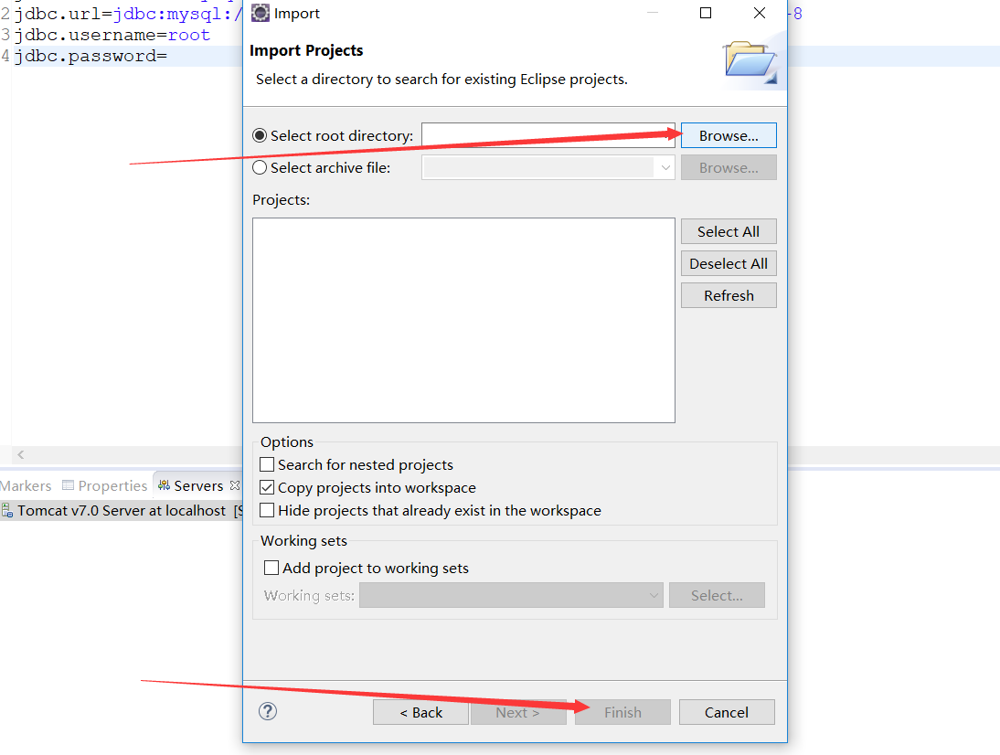 2 jdbc.url=jdbc:mysql:/
-8
3 jdbc.username=root
4 jdbc.password=
Import
Import Projects
Select a directory to search for existing Eclipse projects.
Select root directory: Browse...
Select archive file: Browse...
Projects:
Select All
Deselect All
Refresh
Options
Search for nested projects
Copy projects into workspace
Hide projects that already exist in the workspace
Working sets
Add project to working sets
Working sets: Select...
Markers Properties Servers
Tomcat v7.0 Server at localhost [S
? < Back Next > Finish Cancel